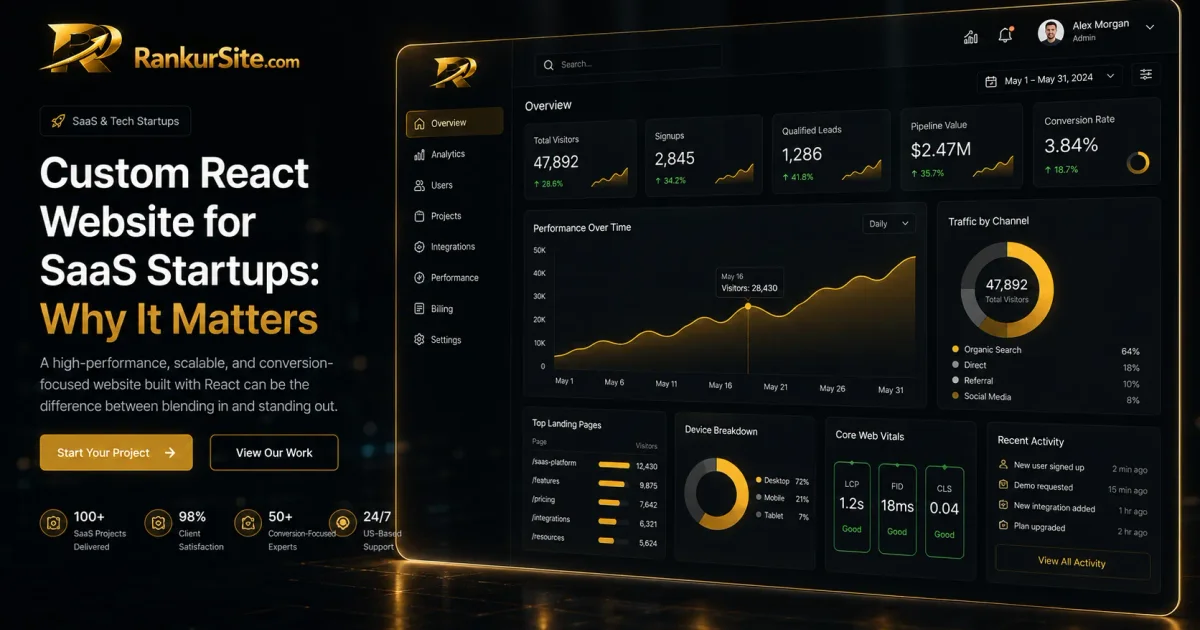 RankurSite.com
SaaS & Tech Startups
Custom React
Website for
SaaS Startups:
Why It Matters
A high-performance, scalable, and conversion-
focused website built with React can be the
difference between blending in and standing out.
Start Your Project →
View Our Work
100+
SaaS Projects
Delivered
98%
Client
Satisfaction
50+
Conversion-Focused
Experts
24/7
US-Based
Support
Search...
Alex Morgan
Admin
May 1 – May 31, 2024
Overview
Analytics
Users
Projects
Integrations
Performance
Billing
Settings
Overview
Total Visitors
47,892
↑ 28.6%
Signups
2,845
↑ 34.2%
Qualified Leads
1,286
↑ 41.8%
Pipeline Value
$2.47M
↑ 35.7%
Conversion Rate
3.84%
↑ 18.7%
Performance Over Time
Daily
50K
40K
30K
20K
10K
0
May 16
Visitors: 28,430
May 1
May 6
May 11
May 16
May 21
May 26
May 31
Traffic by Channel
47,892
Total Visitors
Organic Search 64%
Direct 18%
Referral 10%
Social Media 8%
Top Landing Pages
Page Visitors
/saas-platform 12,430
/features 9,875
/pricing 7,642
/integrations 6,321
/resources 5,624
Device Breakdown
Desktop 72%
Mobile 21%
Tablet 7%
Core Web Vitals
LCP
1.2s
Good
FID
18ms
Good
CLS
0.04
Good
Recent Activity
New user signed up 2 min ago
Demo requested 15 min ago
New integration added 1 hr ago
Plan upgraded 2 hr ago
View All Activity